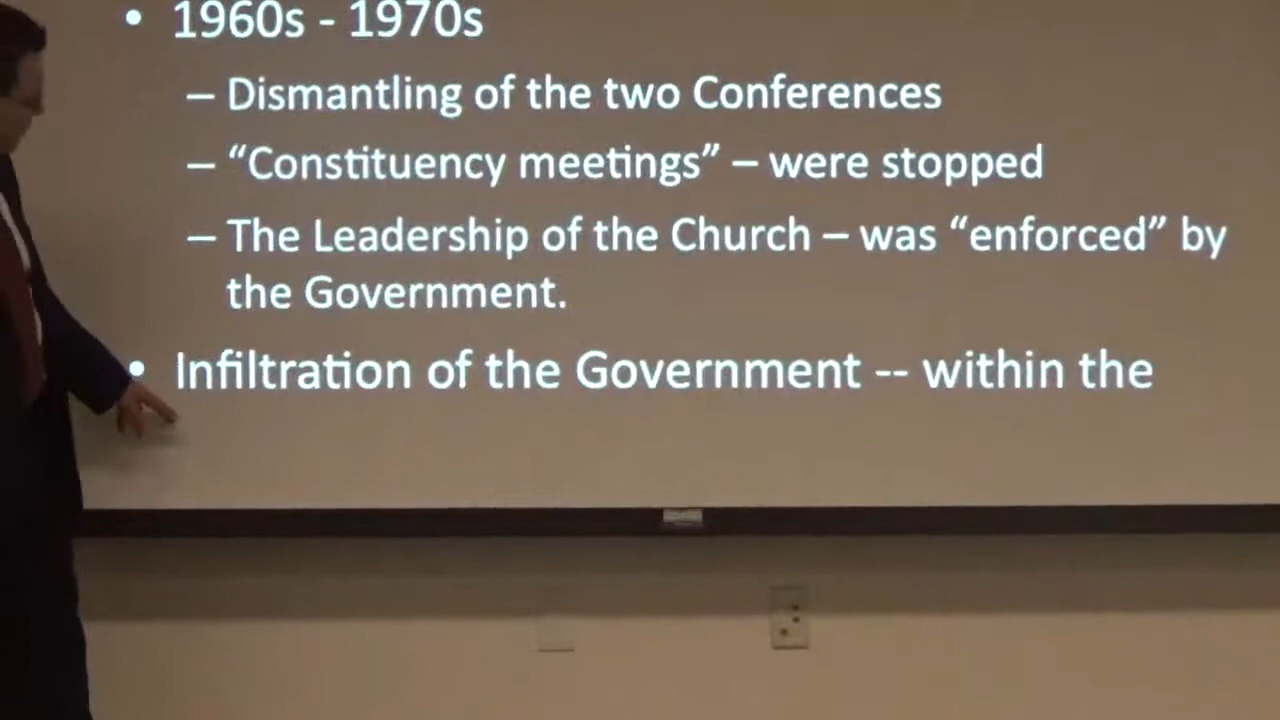 • 1960s - 1970s
– Dismantling of the two Conferences
– “Constituency meetings” – were stopped
– The Leadership of the Church – was “enforced” by
the Government.
• Infiltration of the Government -- within the